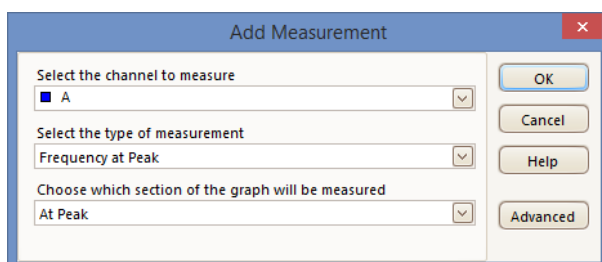 Add Measurement
Select the channel to measure
A
Select the type of measurement
Frequency at Peak
Choose which section of the graph will be measured
At Peak
OK
Cancel
Help
Advanced